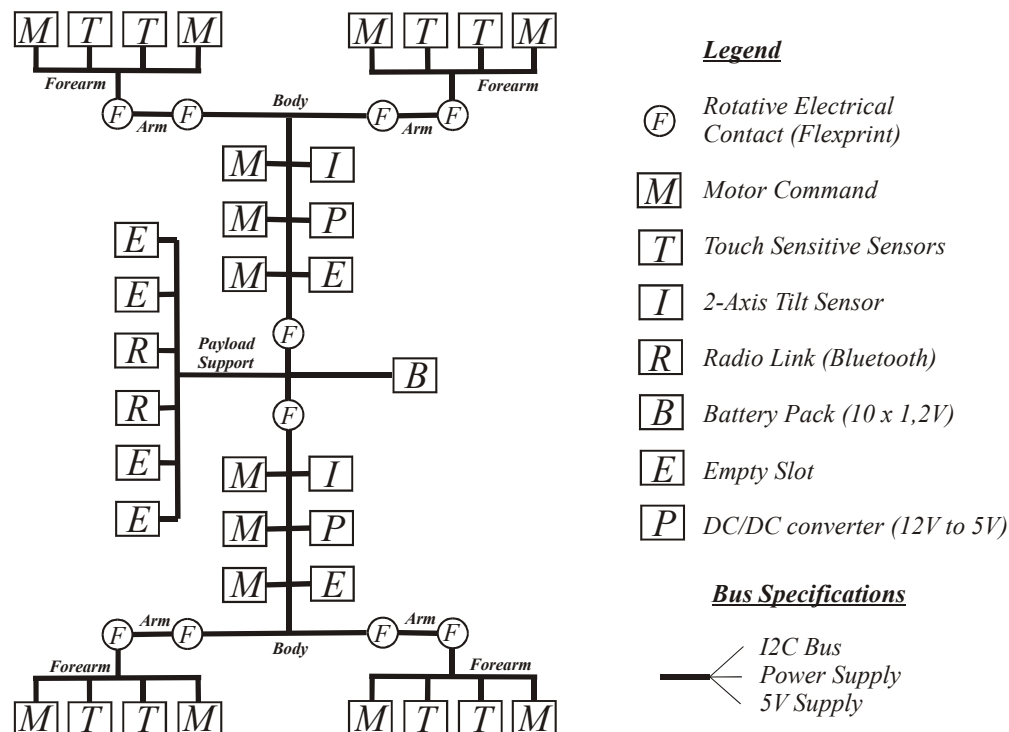 M T T M
M T T M
Forearm
Forearm
F F F F
Arm
Body
Arm
M I
M P
M E
E
E
R
R
E
E
F
Payload
Support
B
F
M I
M P
M E
F F F F
Arm
Body
Arm
Forearm
Forearm
M T T M
M T T M
Legend
F Rotative Electrical
Contact (Flexprint)
M Motor Command
T Touch Sensitive Sensors
I 2-Axis Tilt Sensor
R Radio Link (Bluetooth)
B Battery Pack (10 x 1,2V)
E Empty Slot
P DC/DC converter (12V to 5V)
Bus Specifications
I2C Bus
Power Supply
5V Supply